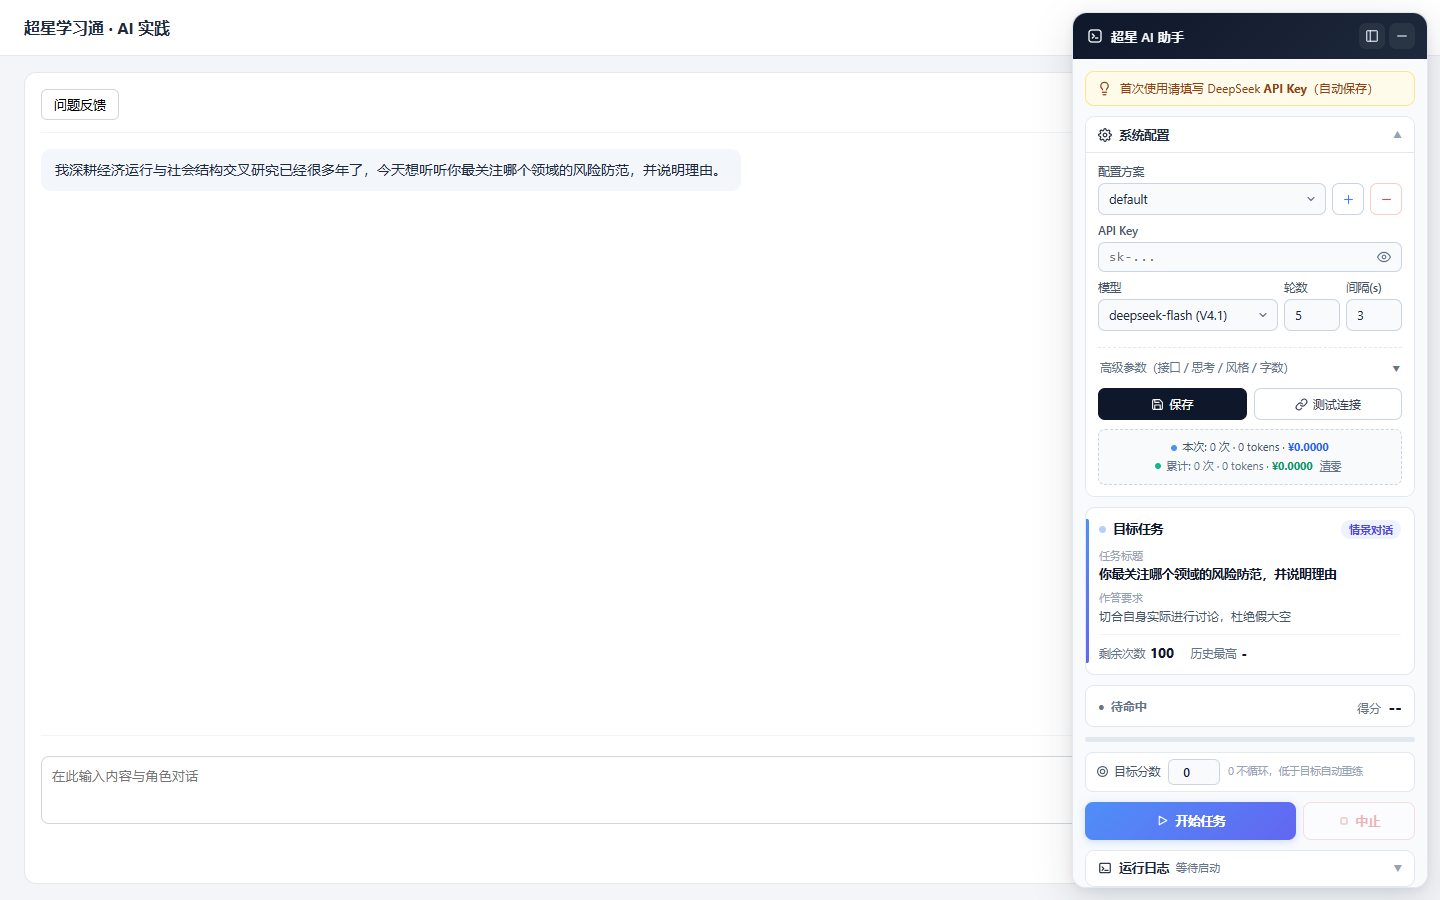 超星学习通 · AI 实践
问题反馈
我深耕经济运行与社会结构交叉研究已经很多年了，今天想听听你最关注哪个领域的风险防范，并说明理由。
在此输入内容与角色对话
超星 AI 助手
首次使用请填写 DeepSeek API Key（自动保存）
系统配置
配置方案
default
API Key
sk-...
模型 轮数 间隔(s)
deepseek-flash (V4.1) 5 3
高级参数（接口 / 思考 / 风格 / 字数）
保存 测试连接
本次: 0 次 · 0 tokens · ¥0.0000
累计: 0 次 · 0 tokens · ¥0.0000 清零
目标任务 情景对话
任务标题
你最关注哪个领域的风险防范，并说明理由
作答要求
切合自身实际进行讨论，杜绝假大空
剩余次数 100 历史最高 -
待命中 得分 --
目标分数 0 0 不循环，低于目标自动重练
开始任务 中止
运行日志 等待启动